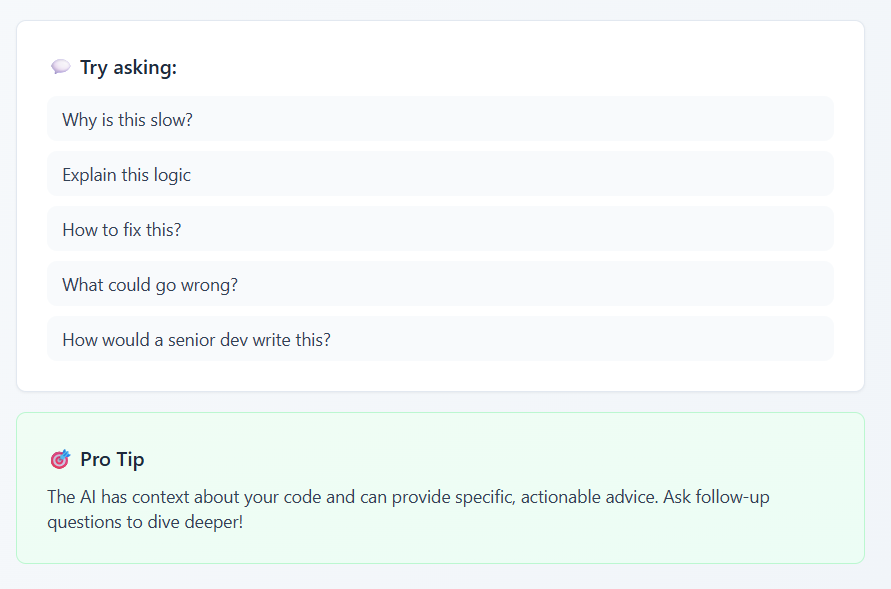 Try asking:
Why is this slow?
Explain this logic
How to fix this?
What could go wrong?
How would a senior dev write this?
Pro Tip
The AI has context about your code and can provide specific, actionable advice. Ask follow-up
questions to dive deeper!